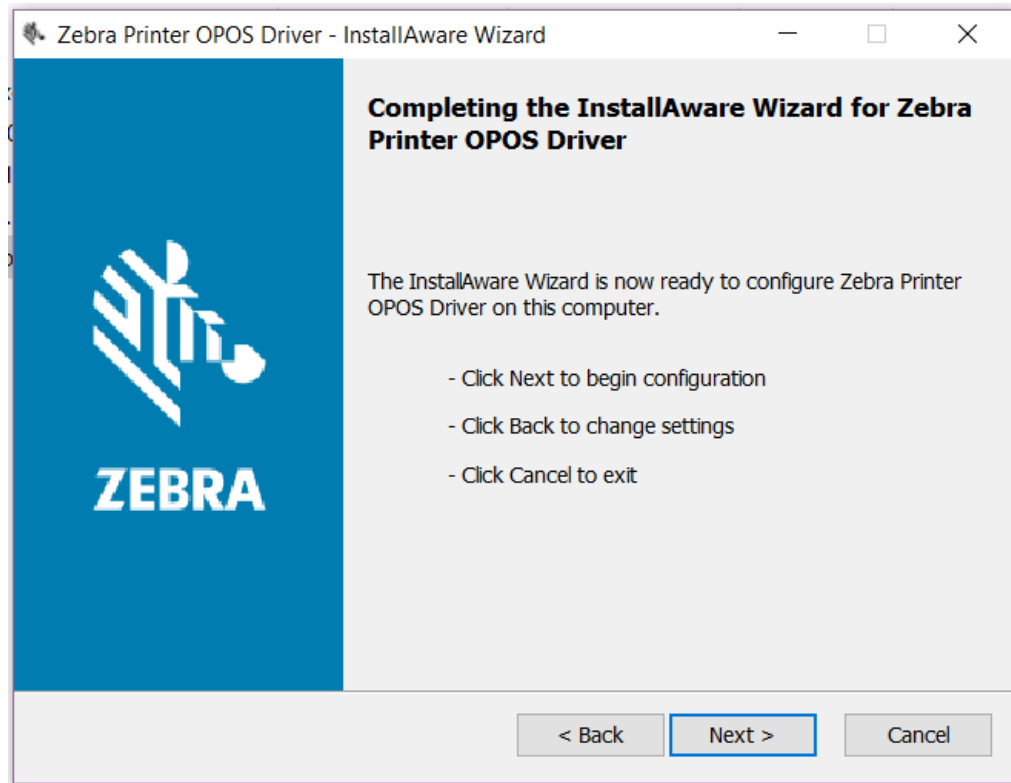 Zebra Printer OPOS Driver - InstallAware Wizard
Completing the InstallAware Wizard for Zebra
Printer OPOS Driver
The InstallAware Wizard is now ready to configure Zebra Printer
OPOS Driver on this computer.
- Click Next to begin configuration
- Click Back to change settings
- Click Cancel to exit
ZEBRA
< Back
Next >
Cancel